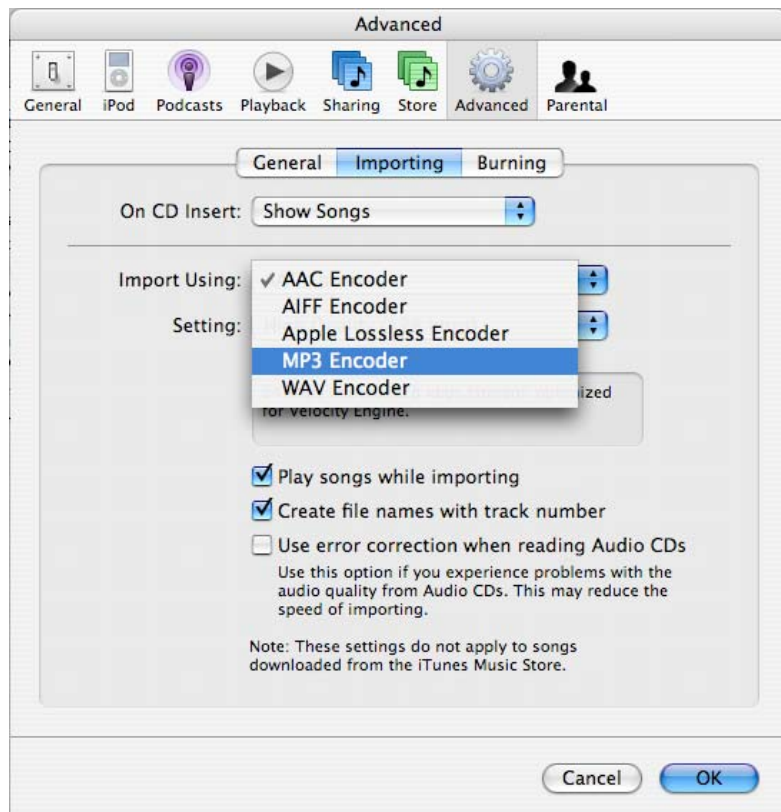 Advanced
General iPod Podcasts Playback Sharing Store Advanced Parental
General Importing Burning
On CD Insert: Show Songs
Import Using: ✓ AAC Encoder
AIFF Encoder
Setting: Apple Lossless Encoder
MP3 Encoder
WAV Encoder
for Velocity Engine.
Play songs while importing
Create file names with track number
Use error correction when reading Audio CDs
Use this option if you experience problems with the
audio quality from Audio CDs. This may reduce the
speed of importing.
Note: These settings do not apply to songs
downloaded from the iTunes Music Store.
Cancel OK